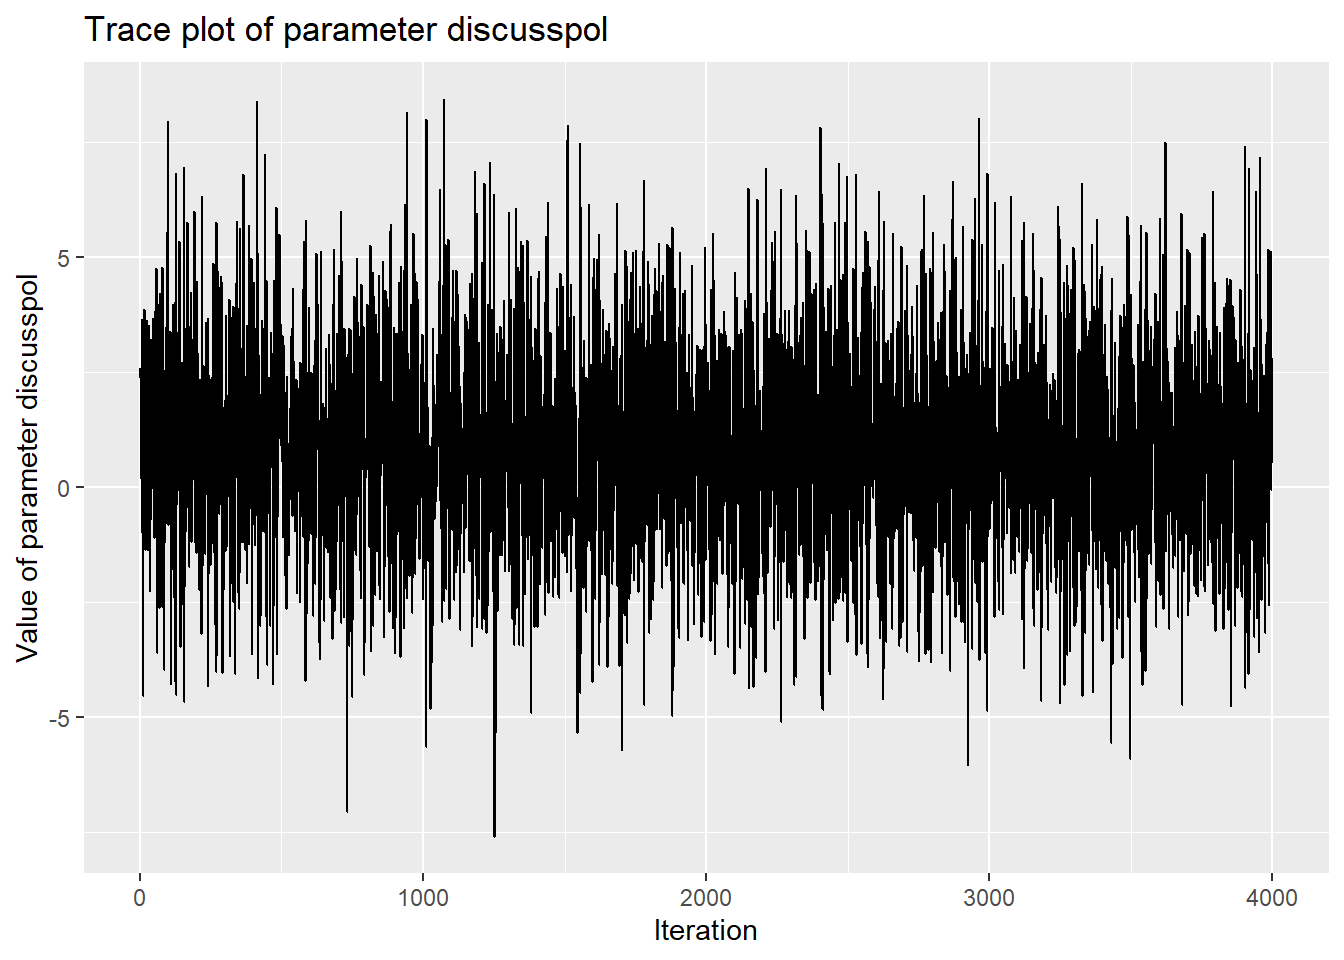 Trace plot of parameter discusspol
Value of parameter discusspol
5
0
-5
0
1000
2000
3000
4000
Iteration